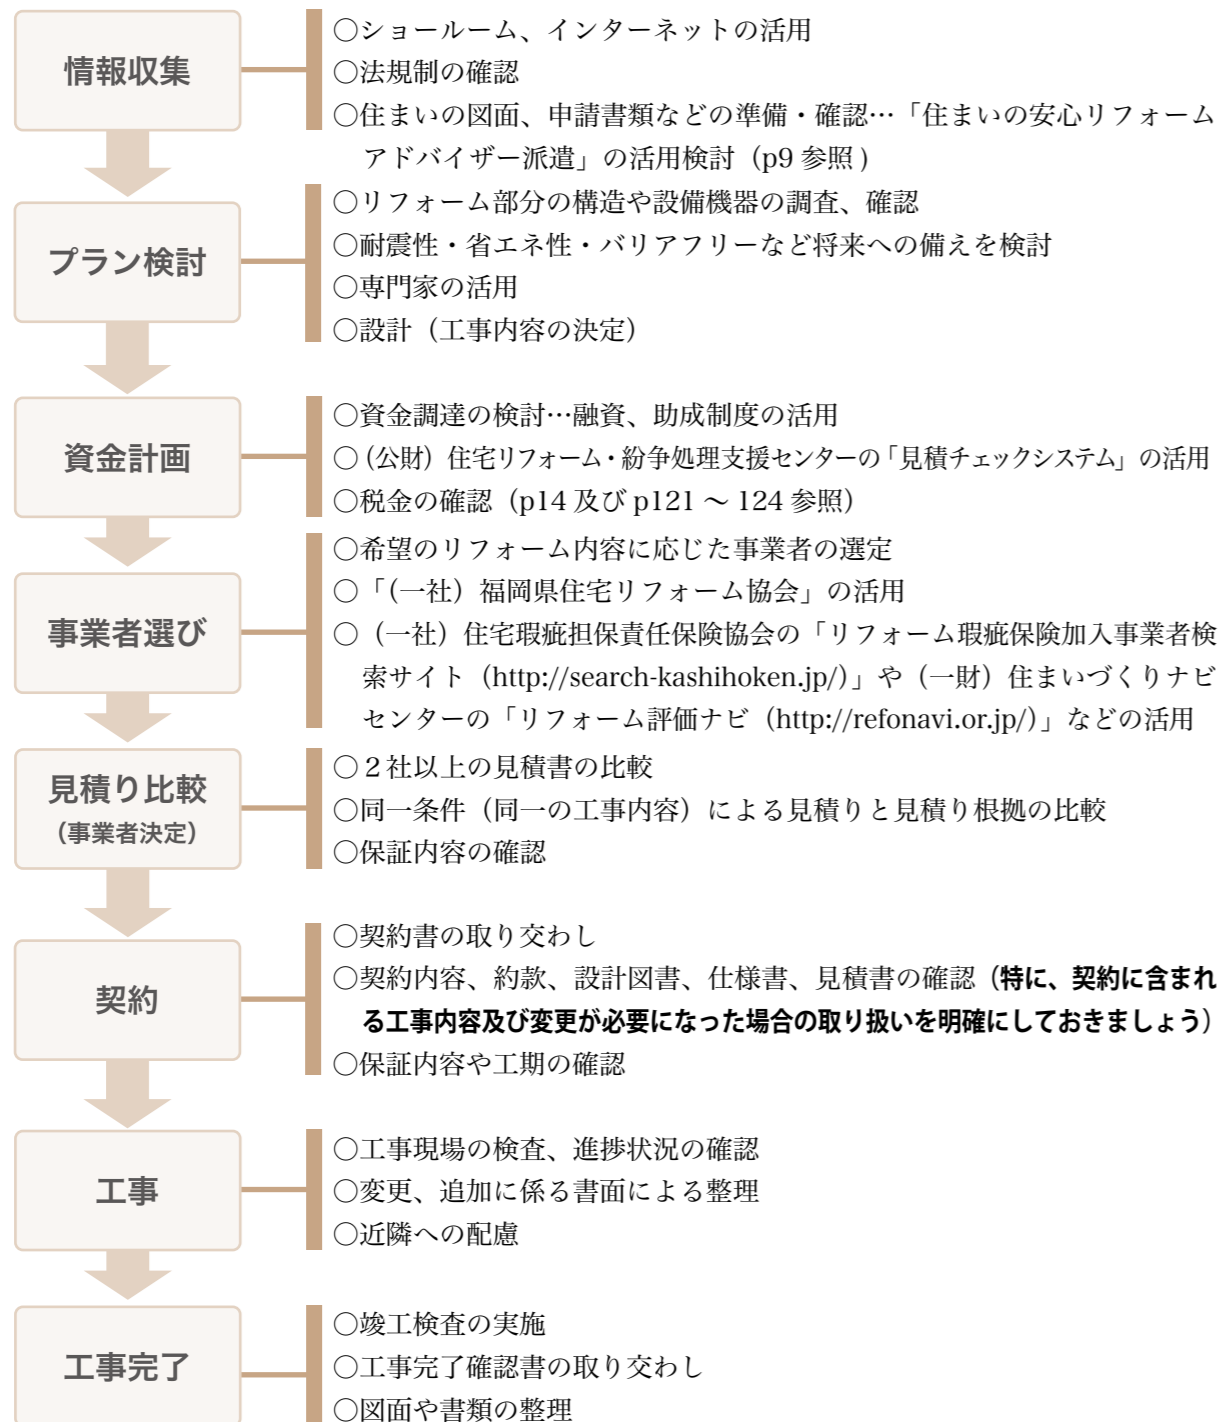 情報収集
〇ショールーム、インターネットの活用
〇法規制の確認
〇住まいの図面、申請書類などの準備・確認…「住まいの安心リフォーム
アドバイザー派遣」の活用検討（p9 参照 )
プラン検討
〇リフォーム部分の構造や設備機器の調査、確認
〇耐震性・省エネ性・バリアフリーなど将来への備えを検討
〇専門家の活用
〇設計（工事内容の決定）
資金計画
〇資金調達の検討…融資、助成制度の活用
〇 (公財）住宅リフォーム・紛争処理支援センターの「見積チェックシステム」の活用
〇税金の確認（p14 及び p121 ～ 124 参照）
事業者選び
〇希望のリフォーム内容に応じた事業者の選定
〇「(一社）福岡県住宅リフォーム協会」の活用
〇（一社）住宅瑕疵担保責任保険協会の「リフォーム瑕疵保険加入事業者検
索サイト（http://search-kashihoken.jp/)」や（一財）住まいづくりナビ
センターの「リフォーム評価ナビ（http://refonavi.or.jp/)」などの活用
見積り比較
（事業者決定）
〇２社以上の見積書の比較
〇同一条件（同一の工事内容）による見積りと見積り根拠の比較
〇保証内容の確認
契約
〇契約書の取り交わし
〇契約内容、約款、設計図書、仕様書、見積書の確認（特に、契約に含まれ
る工事内容及び変更が必要になった場合の取り扱いを明確にしておきましょう）
〇保証内容や工期の確認
工事
〇工事現場の検査、進捗状況の確認
〇変更、追加に係る書面による整理
〇近隣への配慮
工事完了
〇竣工検査の実施
〇工事完了確認書の取り交わし
〇図面や書類の整理